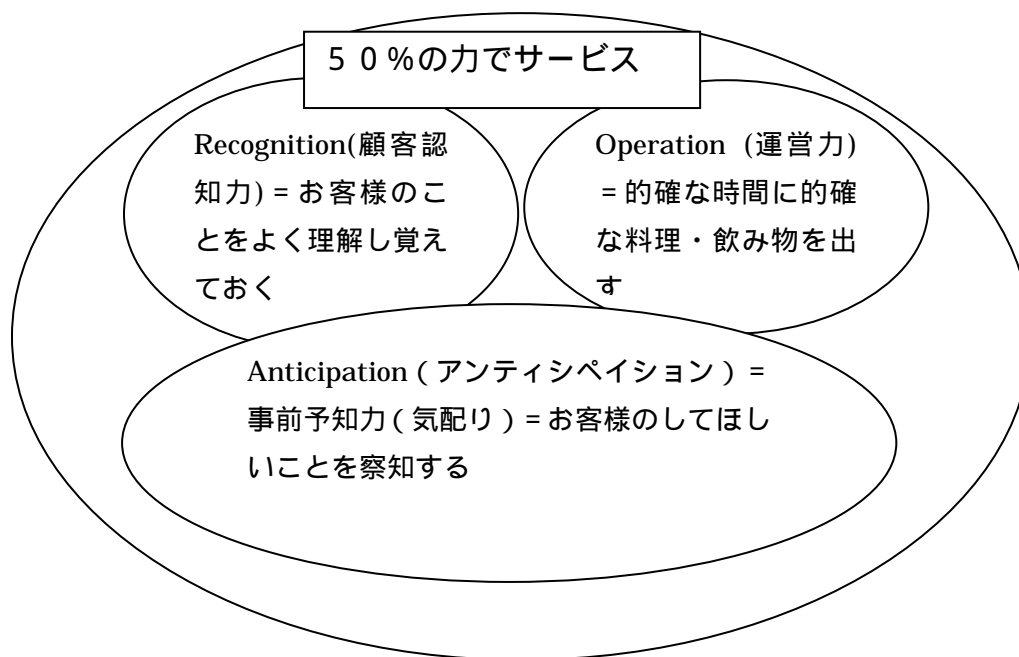 50%の力でサービス
Recognition(顧客認
知力) = お客様のこ
とをよく理解し覚え
ておく
Operation (運営力)
= 的確な時間に的確
な料理・飲み物を出
す
Anticipation ( アンティシペイション ) =
事前予知力 ( 気配り ) = お客様のしてほし
いことを察知する